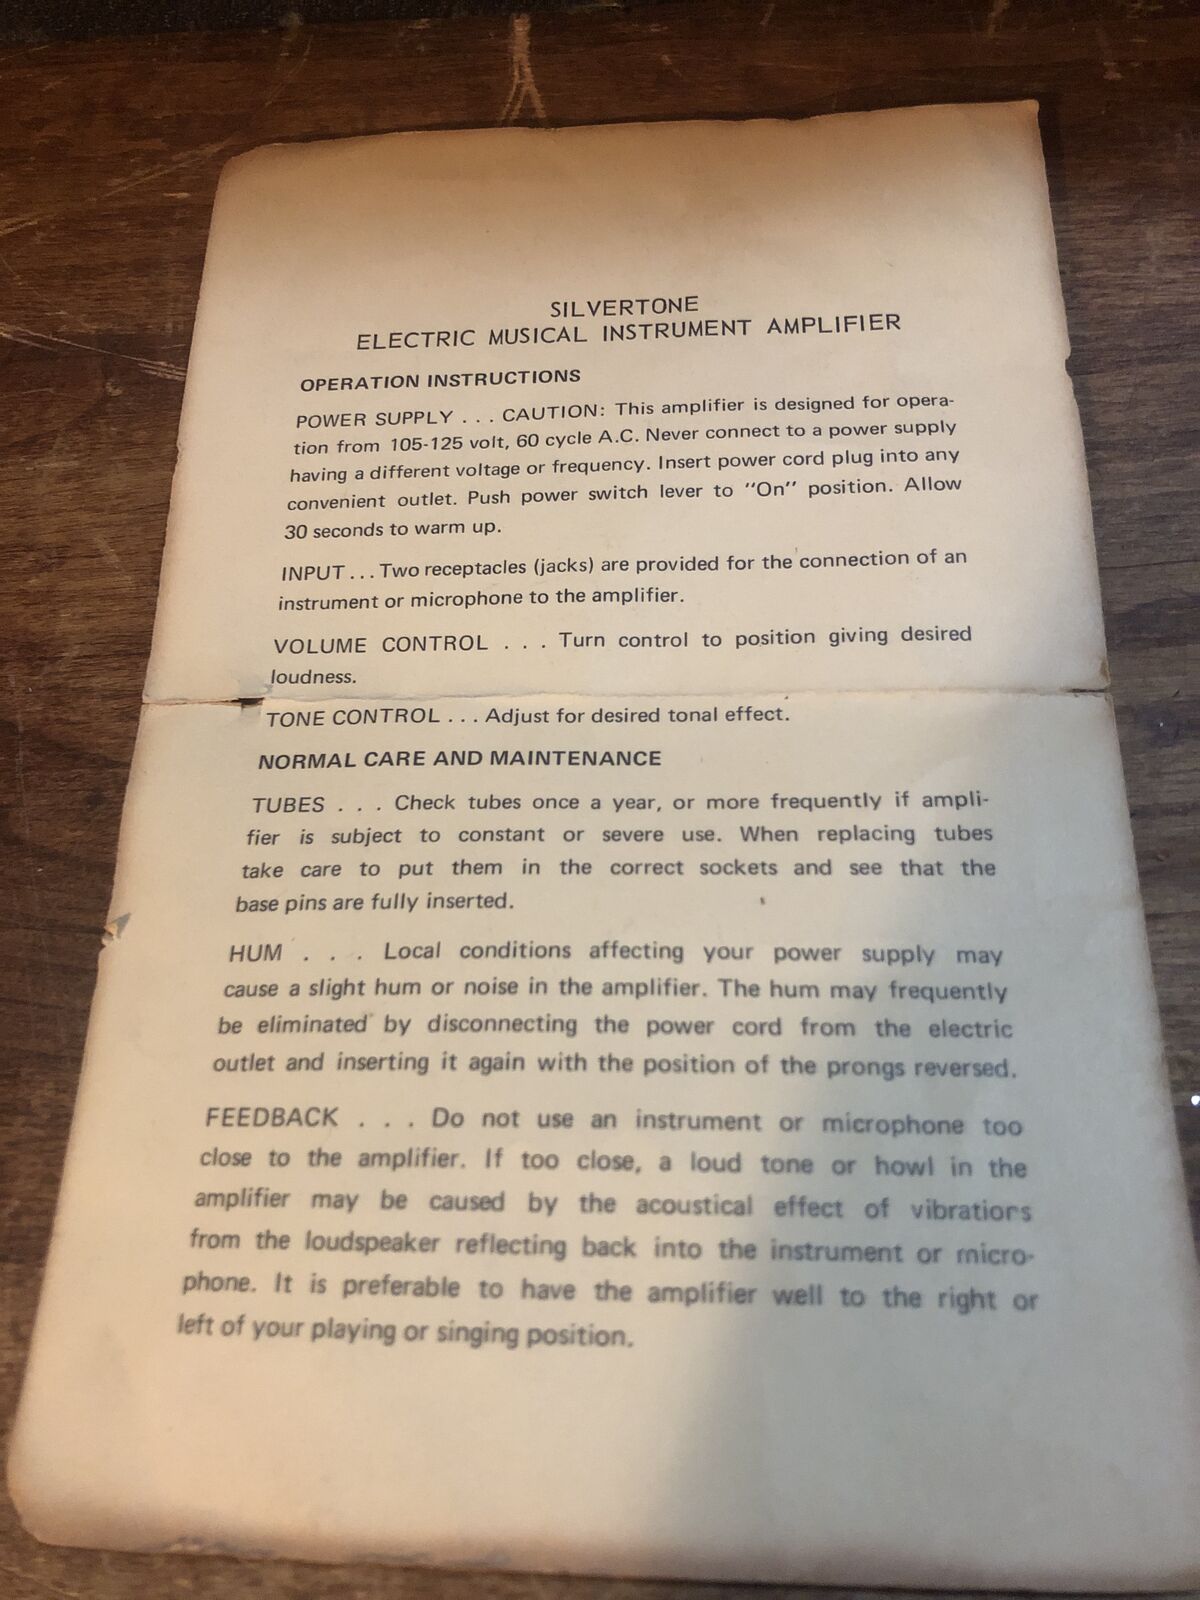 SILVERTONE
ELECTRIC MUSICAL INSTRUMENT AMPLIFIER
OPERATION INSTRUCTIONS
POWER SUPPLY . . . CAUTION: This amplifier is designed for opera-
tion from 105-125 volt, 60 cycle A.C. Never connect to a power supply
having a different voltage or frequency. Insert power cord plug into any
convenient outlet. Push power switch lever to "On" position. Allow
30 seconds to warm up.
INPUT . . . Two receptacles (jacks) are provided for the connection of an
instrument or microphone to the amplifier.
VOLUME CONTROL . . . Turn control to position giving desired
loudness.
TONE CONTROL . . . Adjust for desired tonal effect.
NORMAL CARE AND MAINTENANCE
TUBES . . . Check tubes once a year, or more frequently if ampli-
fier is subject to constant or severe use. When replacing tubes
take care to put them in the correct sockets and see that the
base pins are fully inserted.
HUM . . . Local conditions affecting your power supply may
cause a slight hum or noise in the amplifier. The hum may frequently
be eliminated by disconnecting the power cord from the electric
outlet and inserting it again with the position of the prongs reversed.
FEEDBACK . . . Do not use an instrument or microphone too
close to the amplifier. If too close, a loud tone or howl in the
amplifier may be caused by the acoustical effect of vibrations
from the loudspeaker reflecting back into the instrument or micro-
phone. It is preferable to have the amplifier well to the right or
left of your playing or singing position.